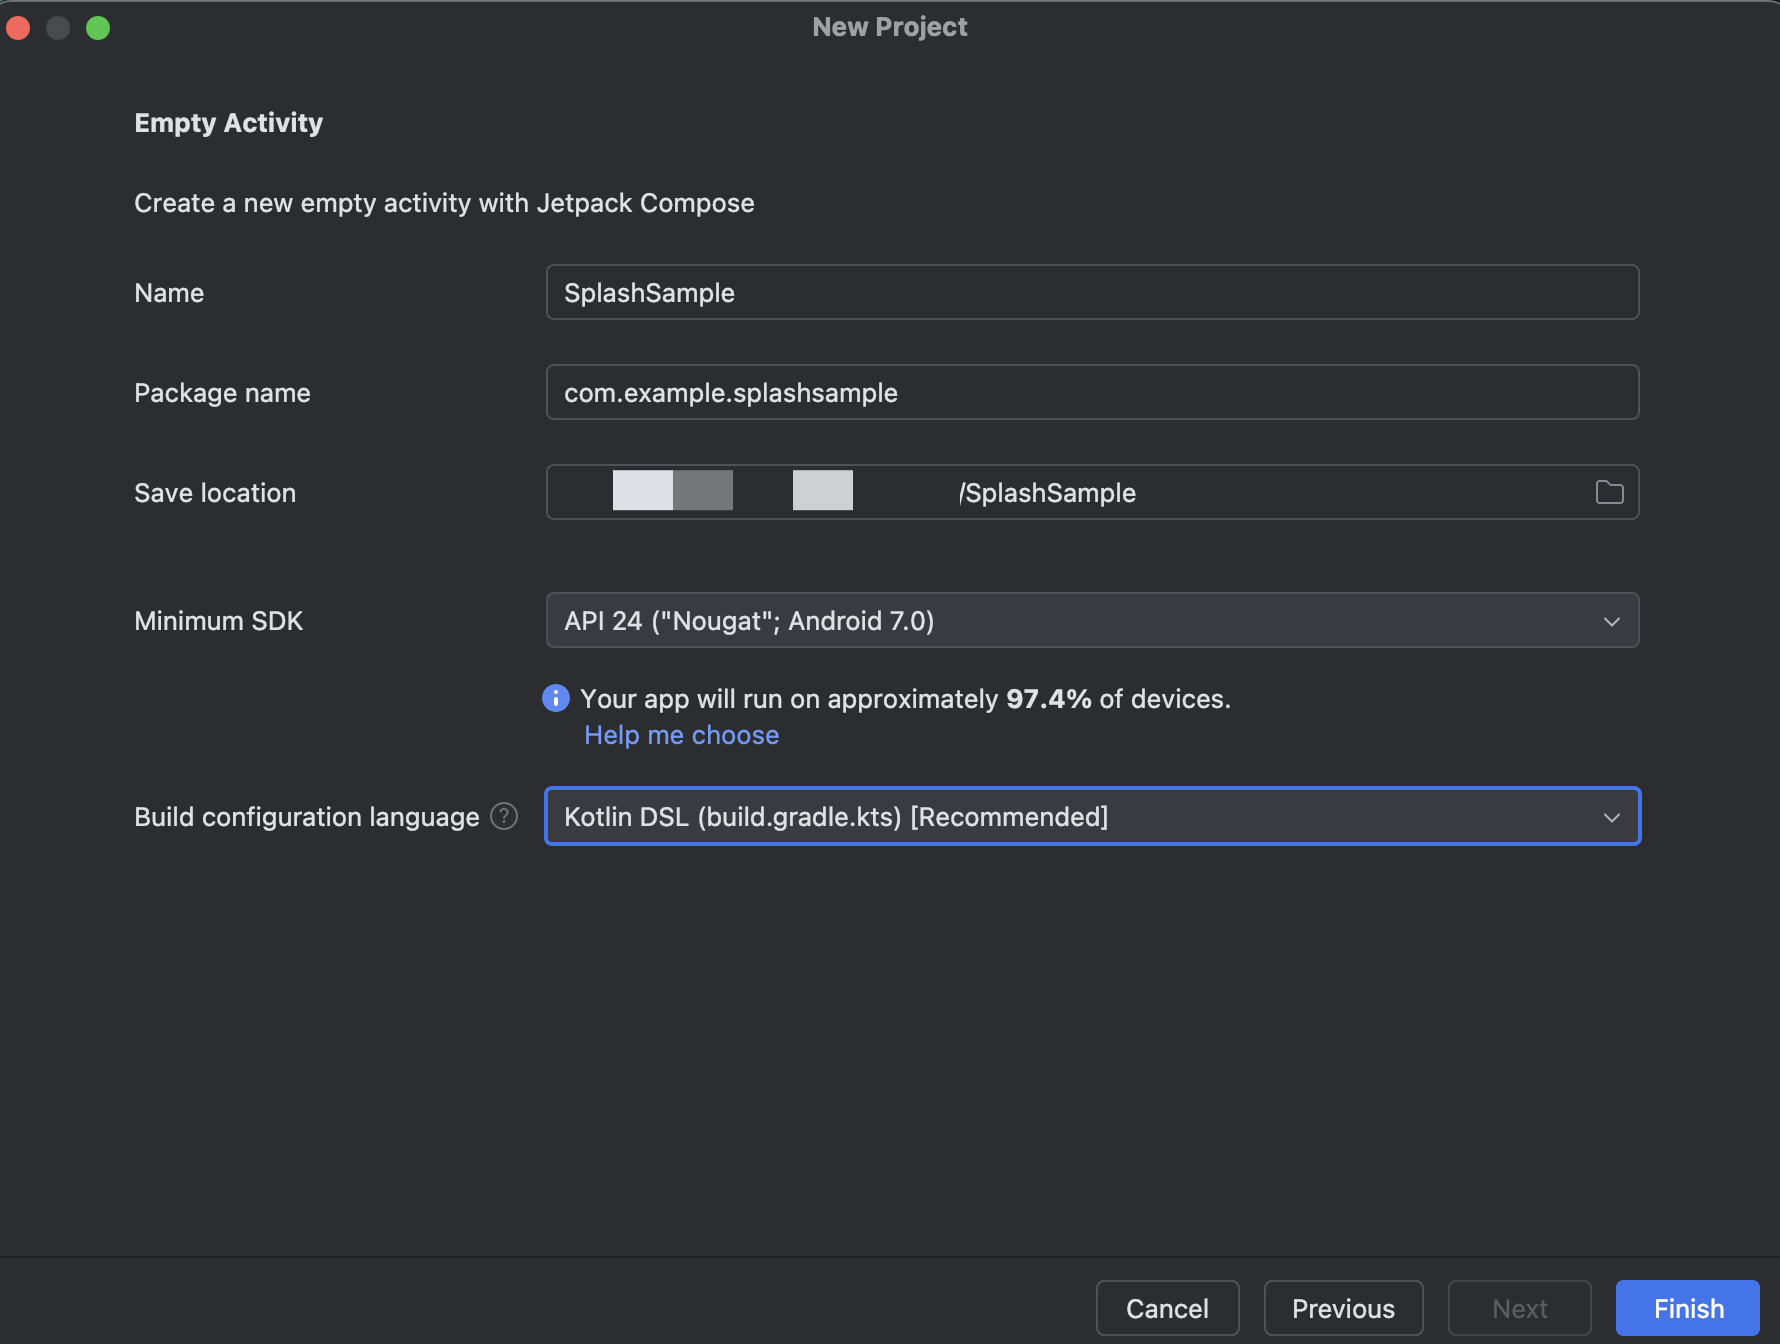 New Project
Empty Activity
Create a new empty activity with Jetpack Compose
Name
SplashSample
Package name
com.example.splashsample
Save location
/SplashSample
Minimum SDK
API 24 ("Nougat"; Android 7.0)
Your app will run on approximately 97.4% of devices.
Help me choose
Build configuration language ?
Kotlin DSL (build.gradle.kts) [Recommended]
Cancel
Previous
Next
Finish